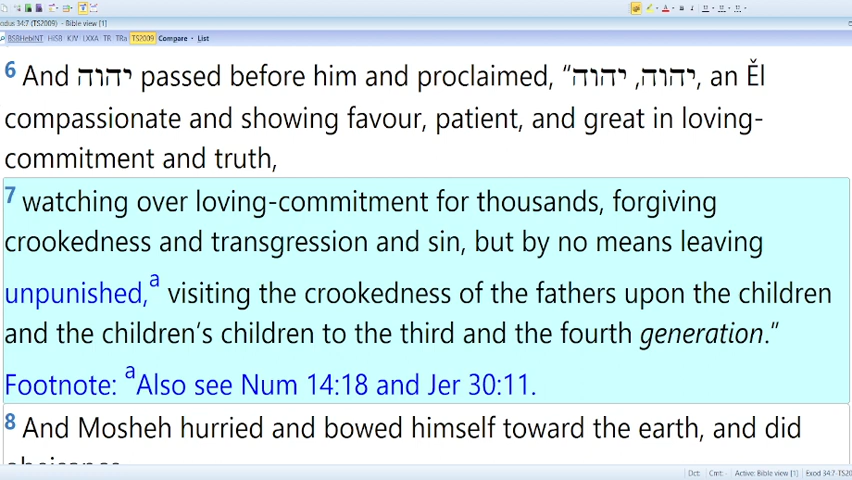 odus 34:7 (TS2009) - Bible view [1]
BSBHebINT HiSB KJV LXXA TR TRa TS2009 Compare · List
6 And יהוה passed before him and proclaimed, “יהוה, יהוה, an Ĕl
compassionate and showing favour, patient, and great in loving-
commitment and truth,
7 watching over loving-commitment for thousands, forgiving
crookedness and transgression and sin, but by no means leaving
unpunished,a visiting the crookedness of the fathers upon the children
and the children’s children to the third and the fourth generation.”
Footnote: aAlso see Num 14:18 and Jer 30:11.
8 And Mosheh hurried and bowed himself toward the earth, and did
Dct: Cmt: - Active: Bible view [1] Exod 34:7-TS20